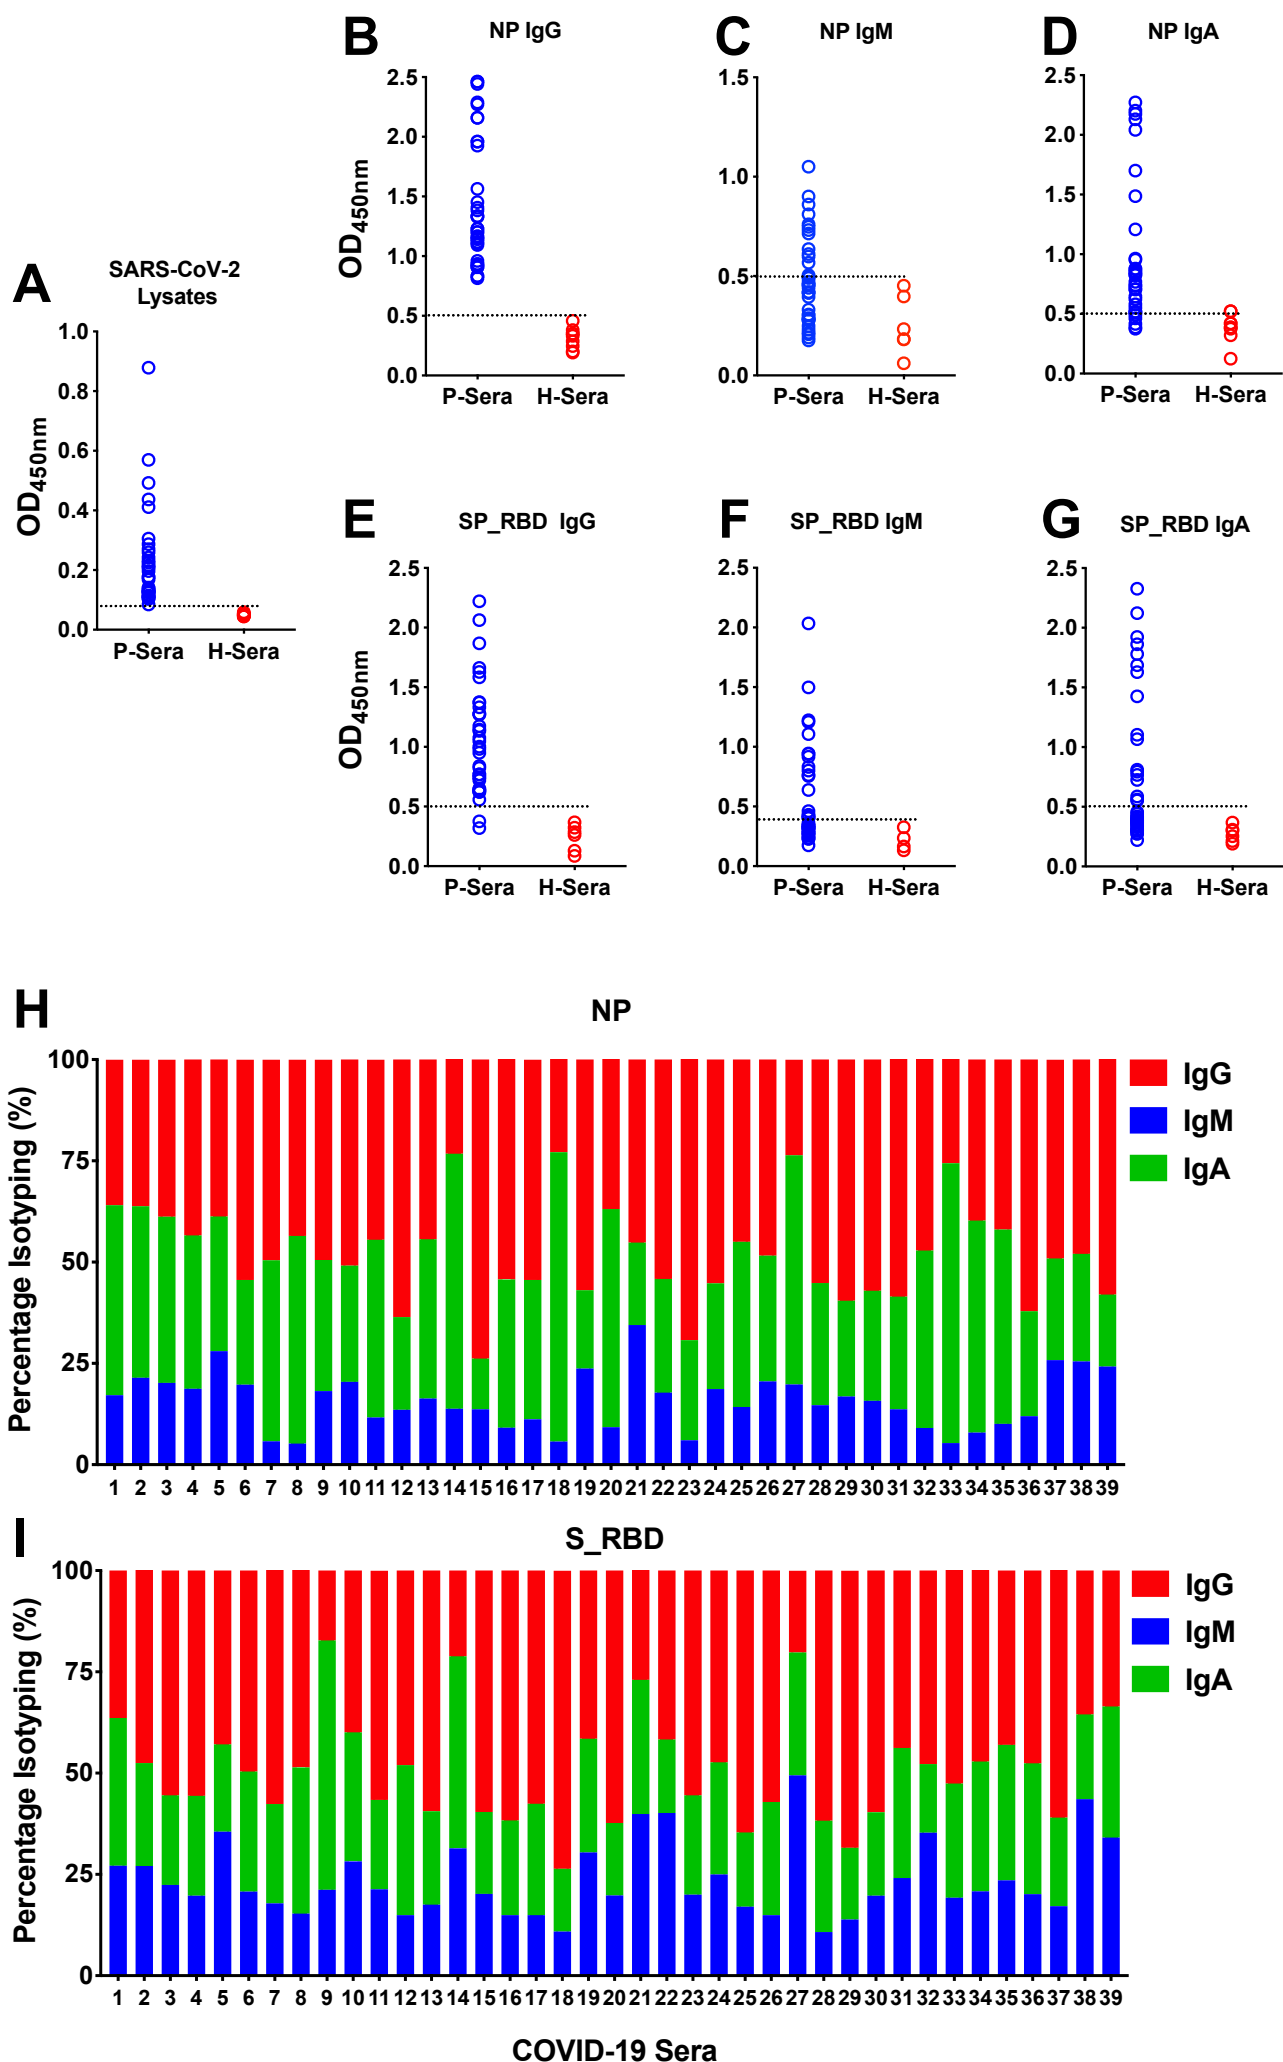 A
SARS-CoV-2
Lysates
OD450nm
1.0
0.8
0.6
0.4
0.2
0.0
P-Sera H-Sera
B
NP IgG
OD450nm
2.5
2.0
1.5
1.0
0.5
0.0
P-Sera H-Sera
C
NP IgM
1.5
1.0
0.5
0.0
P-Sera H-Sera
D
NP IgA
2.5
2.0
1.5
1.0
0.5
0.0
P-Sera H-Sera
E
SP_RBD IgG
OD450nm
2.5
2.0
1.5
1.0
0.5
0.0
P-Sera H-Sera
F
SP_RBD IgM
2.5
2.0
1.5
1.0
0.5
0.0
P-Sera H-Sera
G
SP_RBD IgA
2.5
2.0
1.5
1.0
0.5
0.0
P-Sera H-Sera
H
NP
Percentage Isotyping (%)
100
75
50
25
0
1 2 3 4 5 6 7 8 9 10 11 12 13 14 15 16 17 18 19 20 21 22 23 24 25 26 27 28 29 30 31 32 33 34 35 36 37 38 39
IgG
IgM
IgA
I
S_RBD
Percentage Isotyping (%)
100
75
50
25
0
1 2 3 4 5 6 7 8 9 10 11 12 13 14 15 16 17 18 19 20 21 22 23 24 25 26 27 28 29 30 31 32 33 34 35 36 37 38 39
IgG
IgM
IgA
COVID-19 Sera